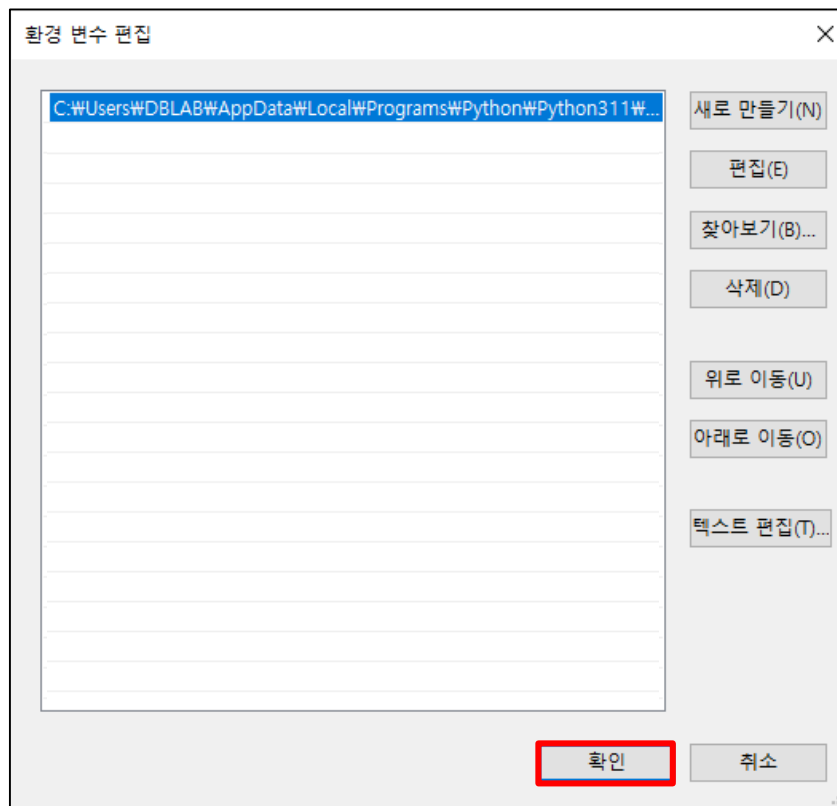 환경 변수 편집
C:₩Users₩DBLAB₩AppData₩Local₩Programs₩Python₩Python311₩...
새로 만들기(N)
편집(E)
찾아보기(B)...
삭제(D)
위로 이동(U)
아래로 이동(O)
텍스트 편집(T)...
확인
취소